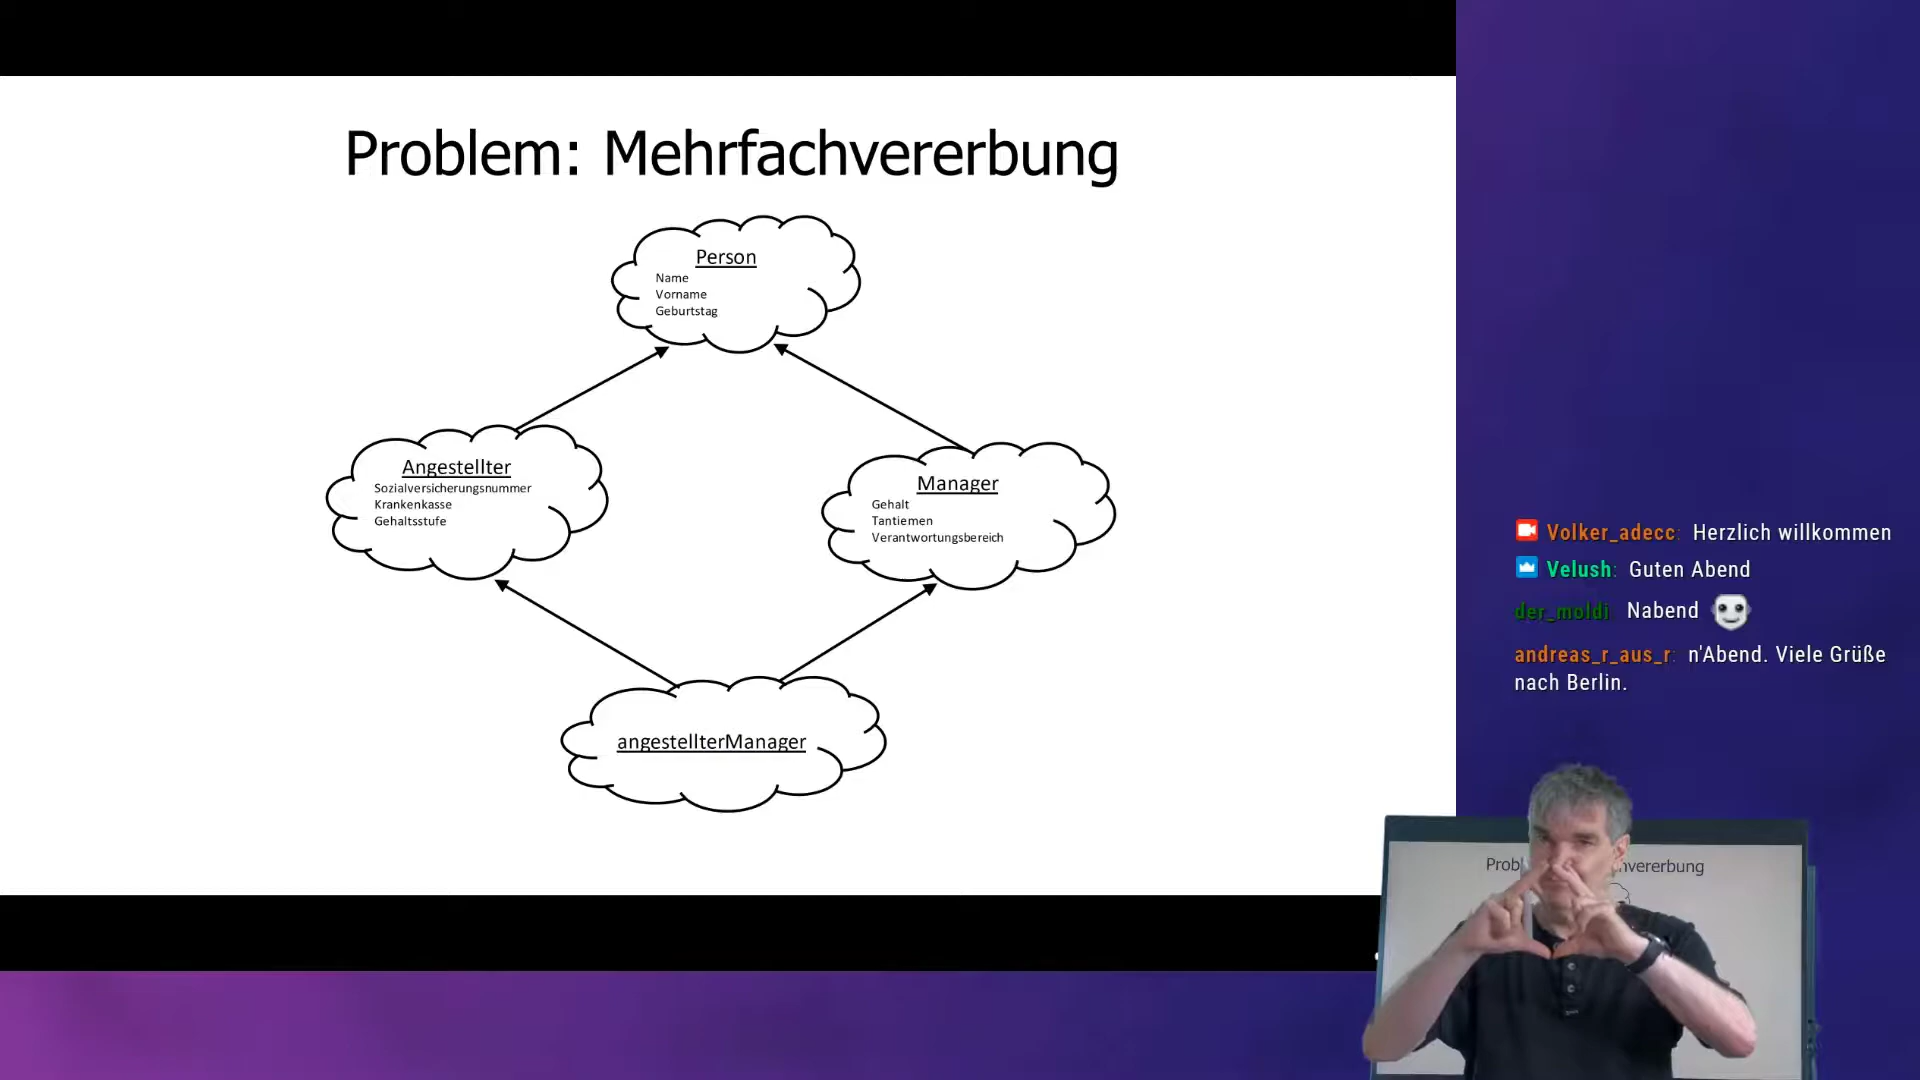 Problem: Mehrfachvererbung
Person
Name
Vorname
Geburtstag
Angestellter
Sozialversicherungsnummer
Krankenkasse
Gehaltsstufe
Manager
Gehalt
Tantiemen
Verantwortungsbereich
angestellterManager
Volker_adecc: Herzlich willkommen
Velush: Guten Abend
der_moldi: Nabend
andreas_r_aus_r: n'Abend. Viele Grüße
nach Berlin.
Prob hvererbung